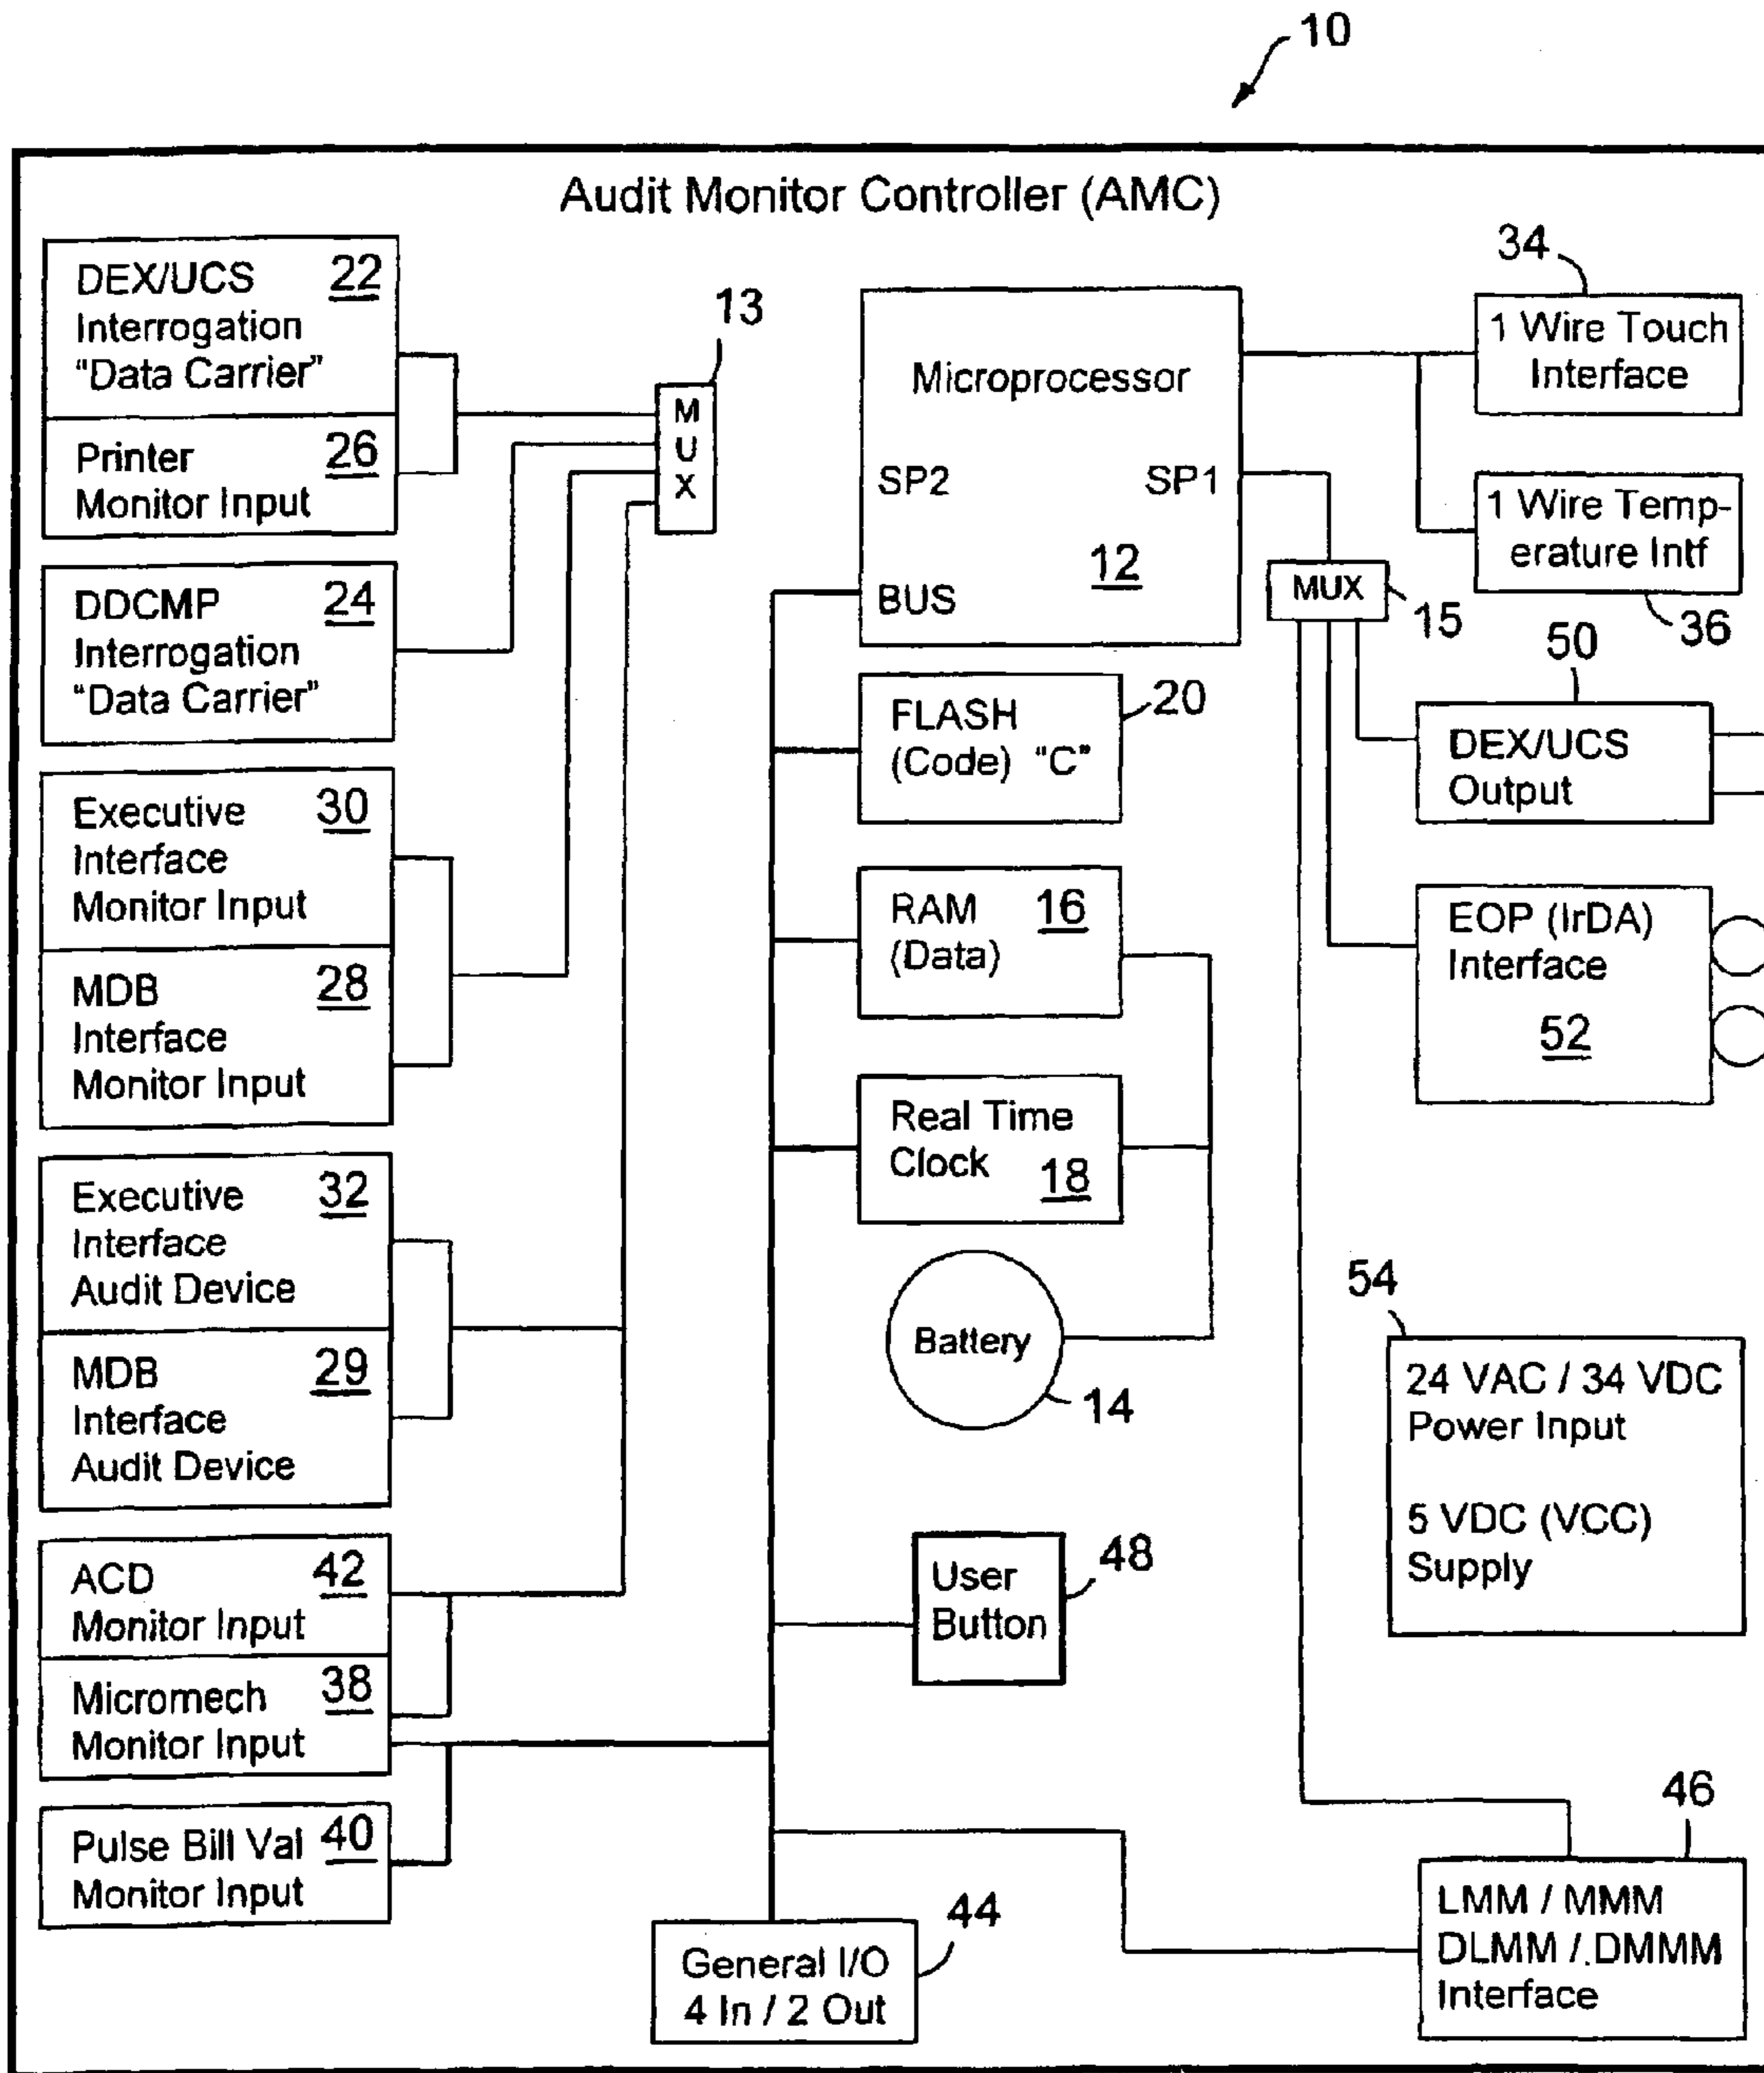 10
Audit Monitor Controller (AMC)
DEX/UCS 22
Interrogation
“Data Carrier”
Printer 26
Monitor Input
DDCMP 24
Interrogation
“Data Carrier”
Executive 30
Interface
Monitor Input
MDB 28
Interface
Monitor Input
Executive 32
Interface
Audit Device
MDB 29
Interface
Audit Device
ACD 42
Monitor Input
Micromech 38
Monitor Input
Pulse Bill Val 40
Monitor Input
13
M
U
X
Microprocessor
SP2 SP1
12
BUS
FLASH 20
(Code) “C”
RAM 16
(Data)
Real Time
Clock 18
Battery
14
User 48
Button
General I/O 44
4 In / 2 Out
34
1 Wire Touch
Interface
1 Wire Temp-
erature Intf
36
MUX
15
50
DEX/UCS
Output
EOP (IrDA)
Interface
52
54
24 VAC / 34 VDC
Power Input
5 VDC (VCC)
Supply
46
LMM / MMM
DLMM /.DMMM
Interface